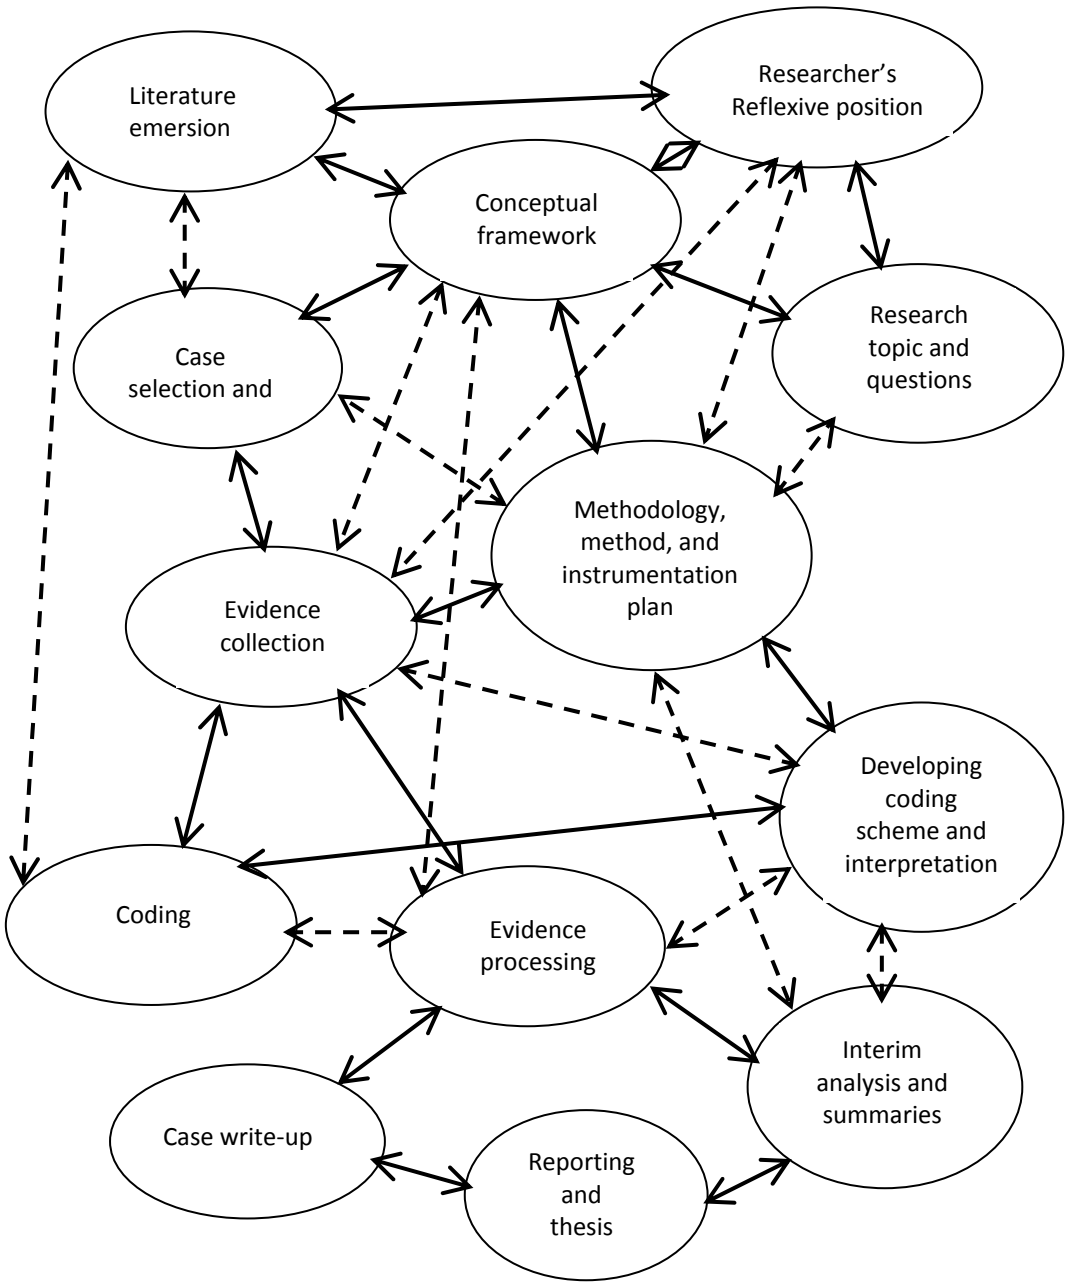 Literature
emersion
Researcher’s
Reflexive position
Conceptual
framework
Case
selection and
Research
topic and
questions
Methodology,
method, and
instrumentation
plan
Evidence
collection
Developing
coding
scheme and
interpretation
Coding
Evidence
processing
Interim
analysis and
summaries
Case write-up
Reporting
and
thesis